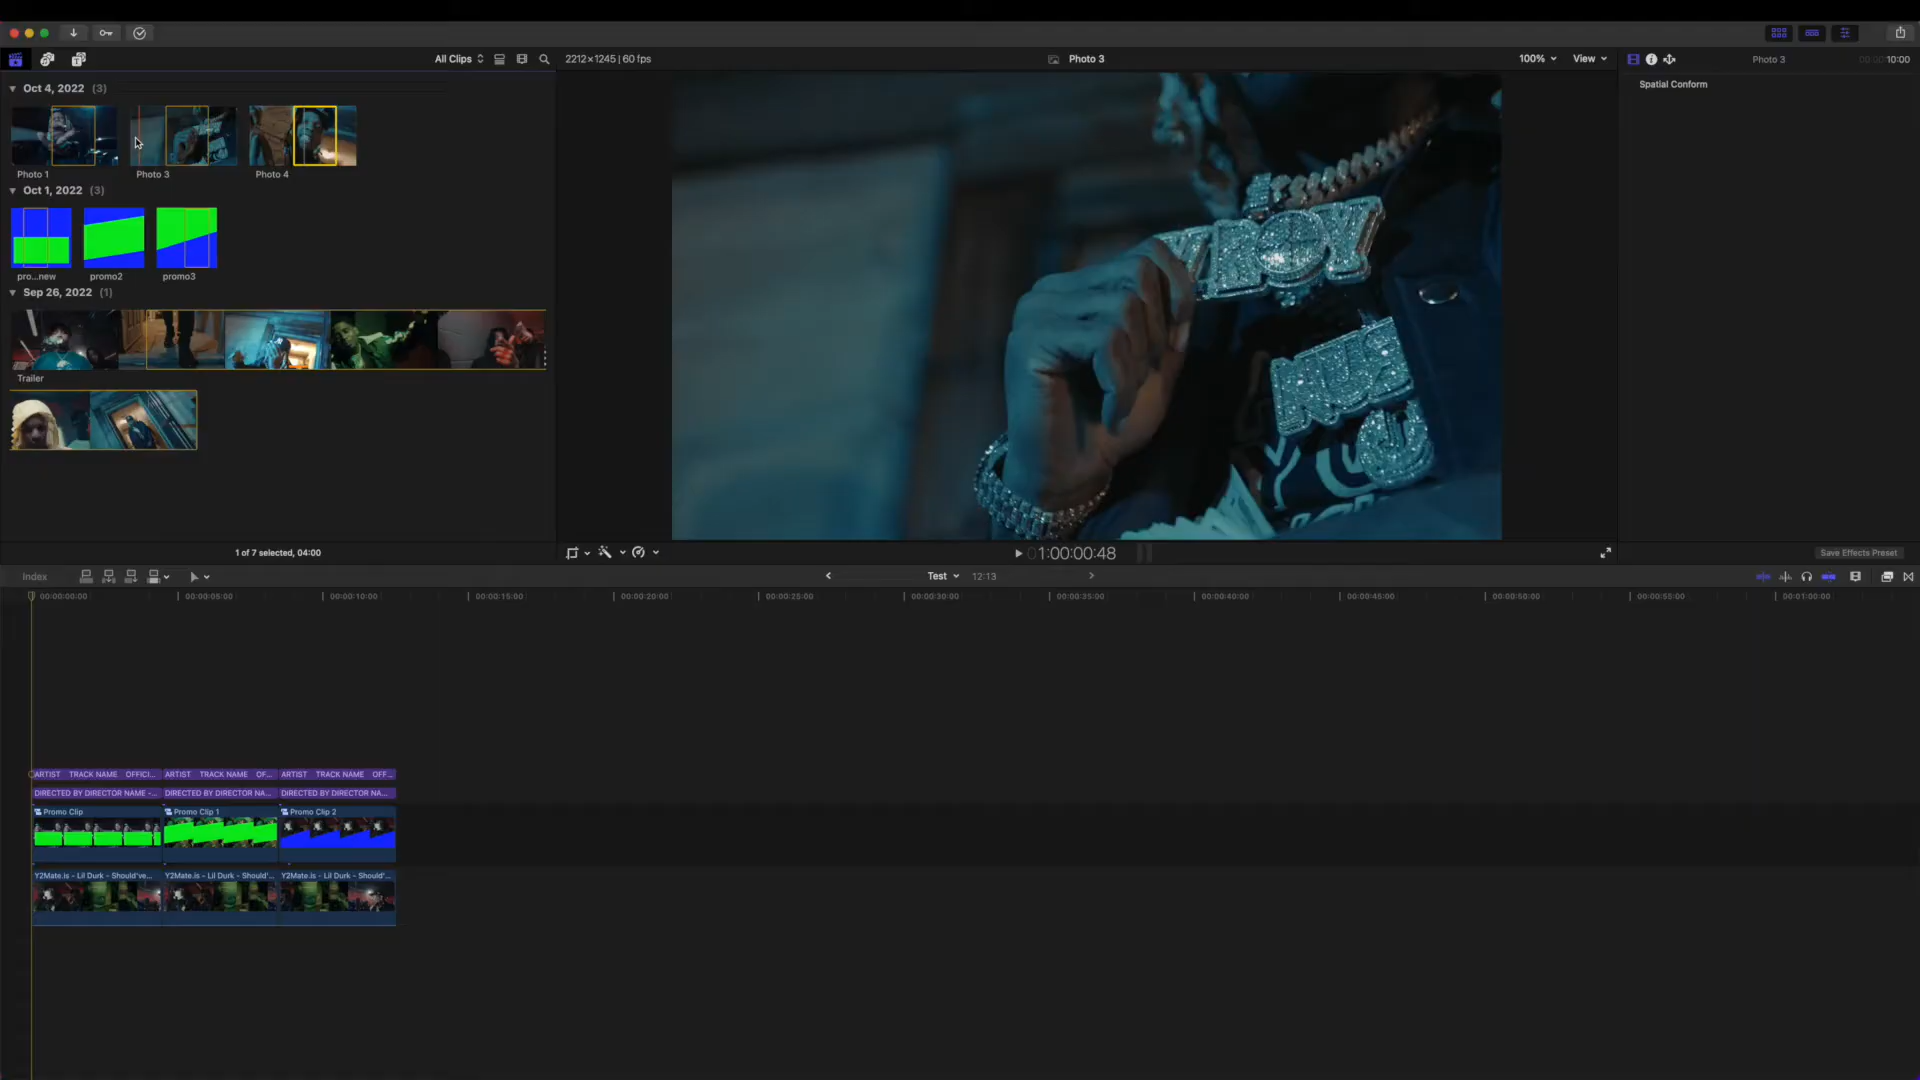 All Clips
2212×1245 | 60 fps
Photo 3
100%
View
Photo 3
10:00
Oct 4, 2022 (3)
Spatial Conform
Photo 1
Photo 3
Photo 4
Oct 1, 2022 (3)
pro...new
promo2
promo3
Sep 26, 2022 (1)
Trailer
1 of 7 selected, 04:00
1:00:00:48
Save Effects Preset
Index
Test
12:13
00:00:00:00
00:00:05:00
00:00:10:00
00:00:15:00
00:00:20:00
00:00:25:00
00:00:30:00
00:00:35:00
00:00:40:00
00:00:45:00
00:00:50:00
00:00:55:00
00:01:00:00
ARTIST TRACK NAME OFFICI...
ARTIST TRACK NAME OF...
ARTIST TRACK NAME OFF...
DIRECTED BY DIRECTOR NAME -...
DIRECTED BY DIRECTOR NA...
DIRECTED BY DIRECTOR NA...
Promo Clip
Promo Clip 1
Promo Clip 2
Y2Mate.is - Lil Durk - Should've...
Y2Mate.is - Lil Durk - Should'...
Y2Mate.is - Lil Durk - Should'...